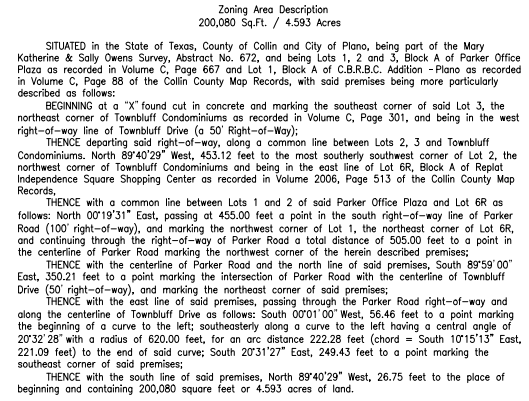 Zoning Area Description
200,080 Sq.Ft. / 4.593 Acres
SITUATED in the State of Texas, County of Collin and City of Plano, being part of the Mary
Katherine & Sally Owens Survey, Abstract No. 672, and being Lots 1, 2 and 3, Block A of Parker Office
Plaza as recorded in Volume C, Page 667 and Lot 1, Block A of C.B.R.B.C. Addition - Plano as recorded
in Volume C, Page 88 of the Collin County Map Records, with said premises being more particularly
described as follows:
BEGINNING at a "X" found cut in concrete and marking the southeast corner of said Lot 3, the
northeast corner of Townbluff Condominiums as recorded in Volume C, Page 301, and being in the west
right-of-way line of Townbluff Drive (a 50' Right-of-Way);
THENCE departing said right-of-way, along a common line between Lots 2, 3 and Townbluff
Condominiums. North 89°40'29" West, 453.12 feet to the most southerly southwest corner of Lot 2, the
northwest corner of Townbluff Condominiums and being in the east line of Lot 6R, Block A of Replat
Independence Square Shopping Center as recorded in Volume 2006, Page 513 of the Collin County Map
Records,
THENCE with a common line between Lots 1 and 2 of said Parker Office Plaza and Lot 6R as
follows: North 00°19'31" East, passing at 455.00 feet a point in the south right-of-way line of Parker
Road (100' right-of-way), and marking the northwest corner of Lot 1, the northeast corner of Lot 6R,
and continuing through the right-of-way of Parker Road a total distance of 505.00 feet to a point in
the centerline of Parker Road marking the northwest corner of the herein described premises;
THENCE with the centerline of Parker Road and the north line of said premises, South 89°59'00"
East, 350.21 feet to a point marking the intersection of Parker Road with the centerline of Townbluff
Drive (50' right-of-way), and marking the northeast corner of said premises;
THENCE with the east line of said premises, passing through the Parker Road right-of-way and
along the centerline of Townbluff Drive as follows: South 00°01'00" West, 56.46 feet to a point marking
the beginning of a curve to the left; southeasterly along a curve to the left having a central angle of
20°32'28" with a radius of 620.00 feet, for an arc distance 222.28 feet (chord = South 10°15'13" East,
221.09 feet) to the end of said curve; South 20°31'27" East, 249.43 feet to a point marking the
southeast corner of said premises;
THENCE with the south line of said premises, North 89°40'29" West, 26.75 feet to the place of
beginning and containing 200,080 square feet or 4.593 acres of land.